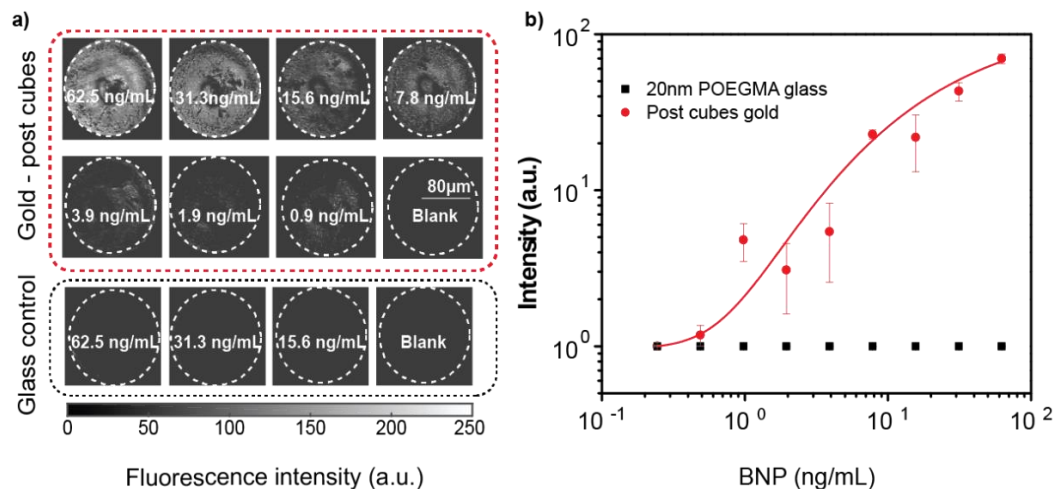 a)
Gold - post cubes
62.5 ng/mL 31.3ng/mL 15.6 ng/mL 7.8 ng/mL
80μm
3.9 ng/mL 1.9 ng/mL 0.9 ng/mL Blank
Glass control
62.5 ng/mL 31.3 ng/mL 15.6 ng/mL Blank
0 50 100 150 200 250
Fluorescence intensity (a.u.)
b)
Intensity (a.u.)
10²
10¹
10⁰
20nm POEGMA glass
Post cubes gold
10⁻¹ 10⁰ 10¹ 10²
BNP (ng/mL)